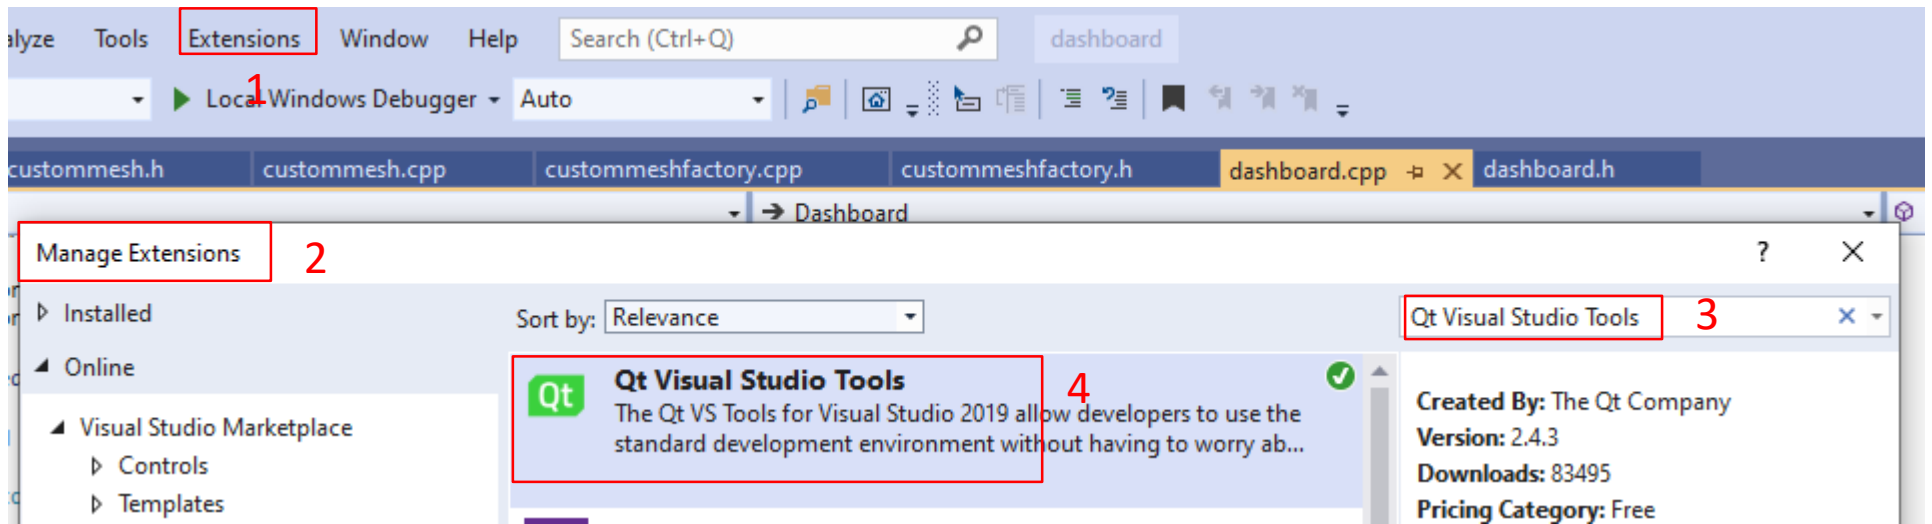 alyze Tools Extensions Window Help Search (Ctrl+Q) dashboard
1
Local Windows Debugger Auto
custommesh.h custommesh.cpp custommeshfactory.cpp custommeshfactory.h dashboard.cpp dashboard.h
Dashboard
Manage Extensions 2 ?
Installed
Sort by: Relevance
Qt Visual Studio Tools 3
Online
Qt Qt Visual Studio Tools 4
The Qt VS Tools for Visual Studio 2019 allow developers to use the
standard development environment without having to worry ab...
Visual Studio Marketplace
Controls
Templates
Created By: The Qt Company
Version: 2.4.3
Downloads: 83495
Pricing Category: Free